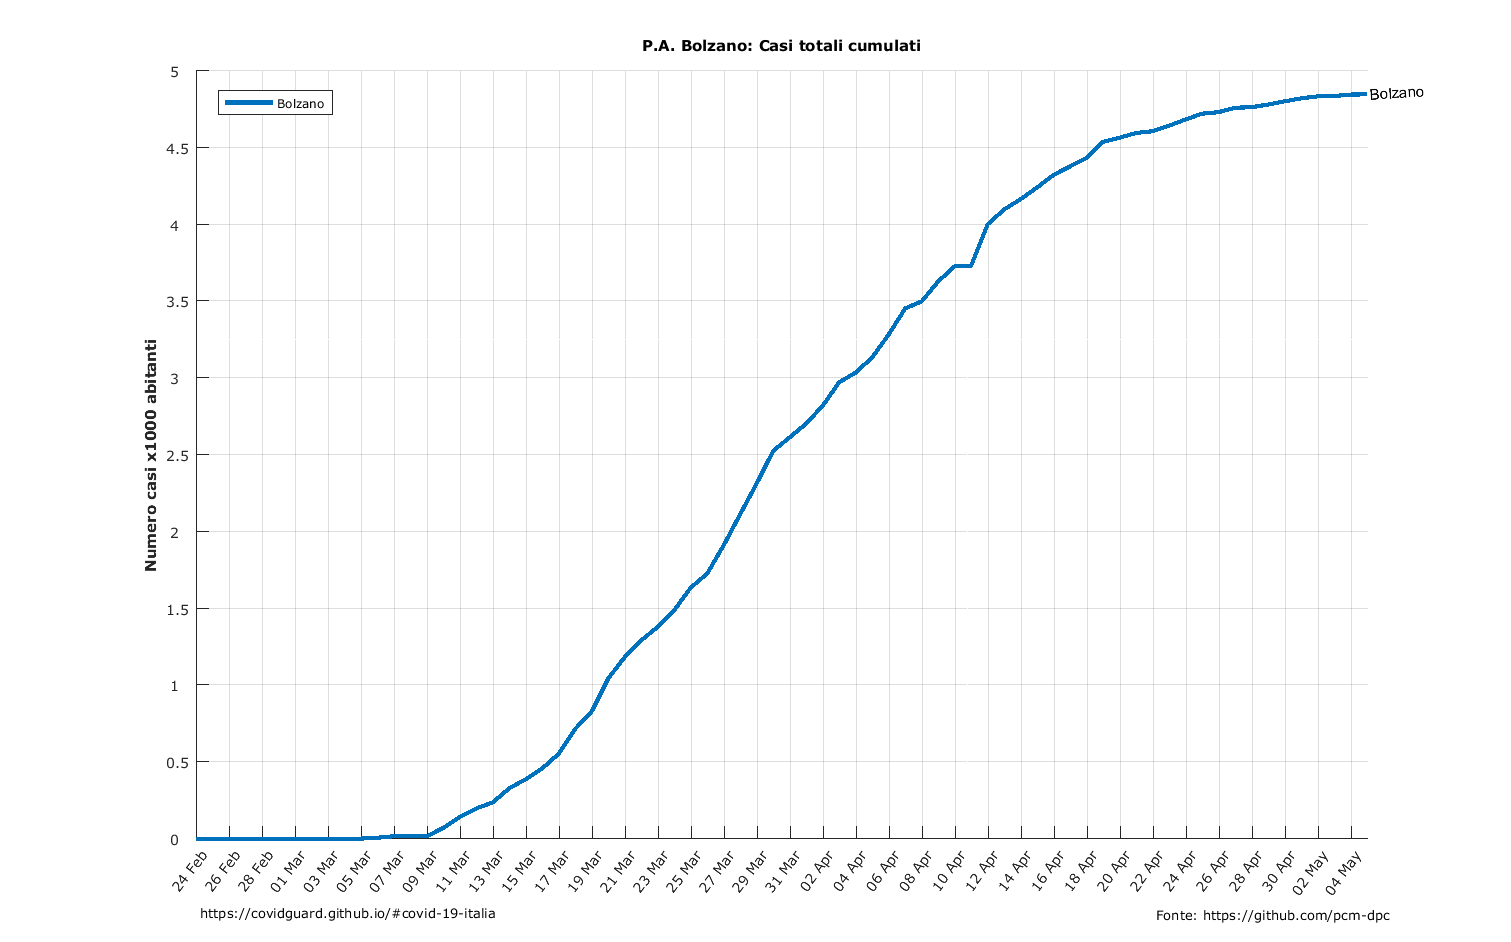 P.A. Bolzano: Casi totali cumulati
Numero casi x1000 abitanti
5
4.5
4
3.5
3
2.5
2
1.5
1
0.5
0
Bolzano
Bolzano
24 Feb
26 Feb
28 Feb
01 Mar
03 Mar
05 Mar
07 Mar
09 Mar
11 Mar
13 Mar
15 Mar
17 Mar
19 Mar
21 Mar
23 Mar
25 Mar
27 Mar
29 Mar
31 Mar
02 Apr
04 Apr
06 Apr
08 Apr
10 Apr
12 Apr
14 Apr
16 Apr
18 Apr
20 Apr
22 Apr
24 Apr
26 Apr
28 Apr
30 Apr
02 May
04 May
https://covidguard.github.io/#covid-19-italia
Fonte: https://github.com/pcm-dpc